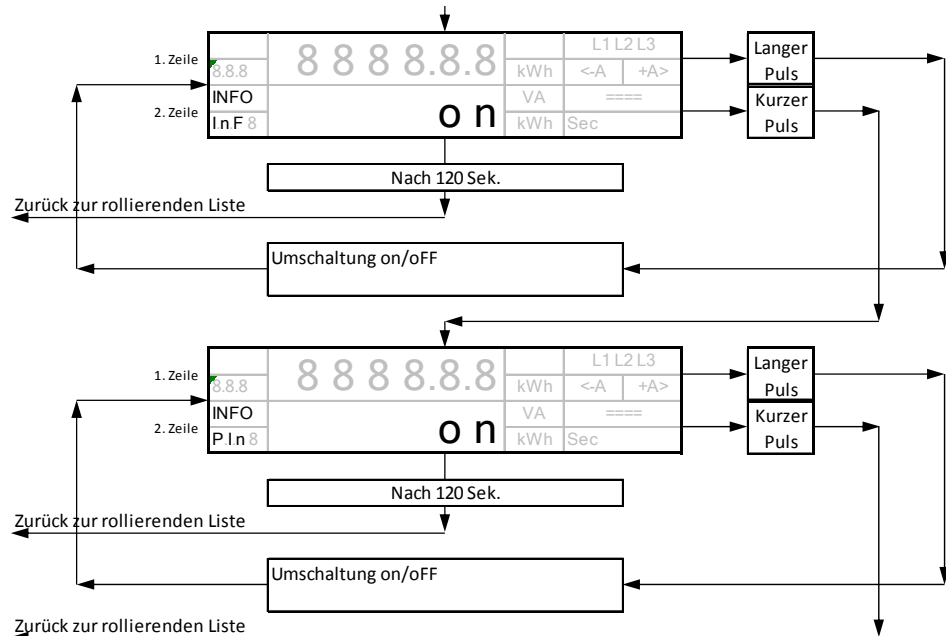 1. Zeile
8.8.8
8 8 8 8.8.8
kWh
L1 L2 L3
<-A
+A>
Langer
Puls
2. Zeile
INFO
I.n F 8
o n
VA
kWh
====
Sec
Kurzer
Puls
Nach 120 Sek.
Zurück zur rollierenden Liste
Umschaltung on/oFF
1. Zeile
8.8.8
8 8 8 8.8.8
kWh
L1 L2 L3
<-A
+A>
Langer
Puls
2. Zeile
INFO
P.I.n 8
o n
VA
kWh
====
Sec
Kurzer
Puls
Nach 120 Sek.
Zurück zur rollierenden Liste
Umschaltung on/oFF
Zurück zur rollierenden Liste